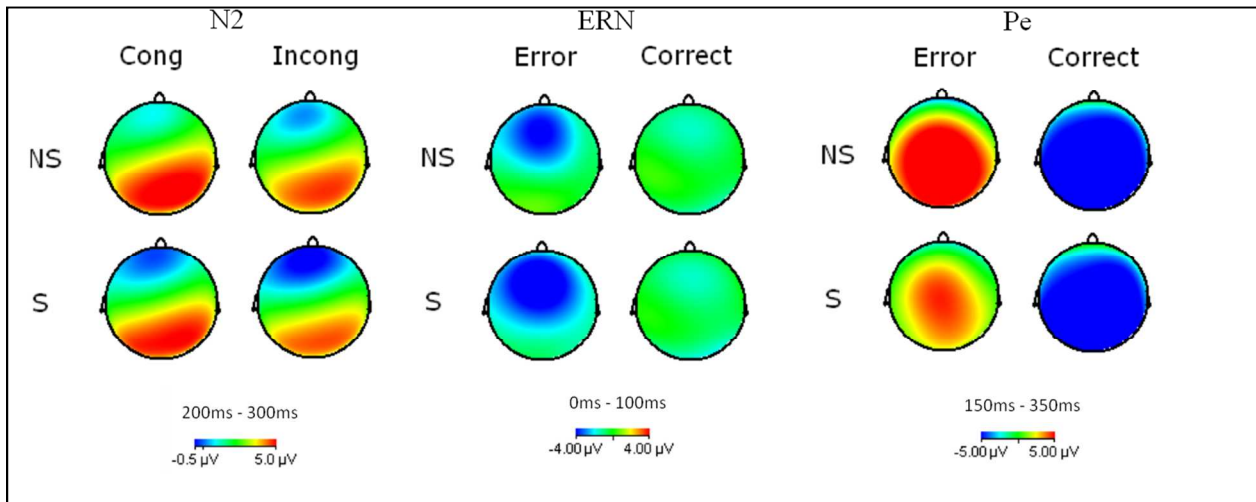 N2 ERN Pe
Cong Incong Error Correct Error Correct
NS NS NS
S S S
200ms - 300ms 0ms - 100ms 150ms - 350ms
-0.5 µV 5.0 µV -4.00 µV 4.00 µV -5.00 µV 5.00 µV